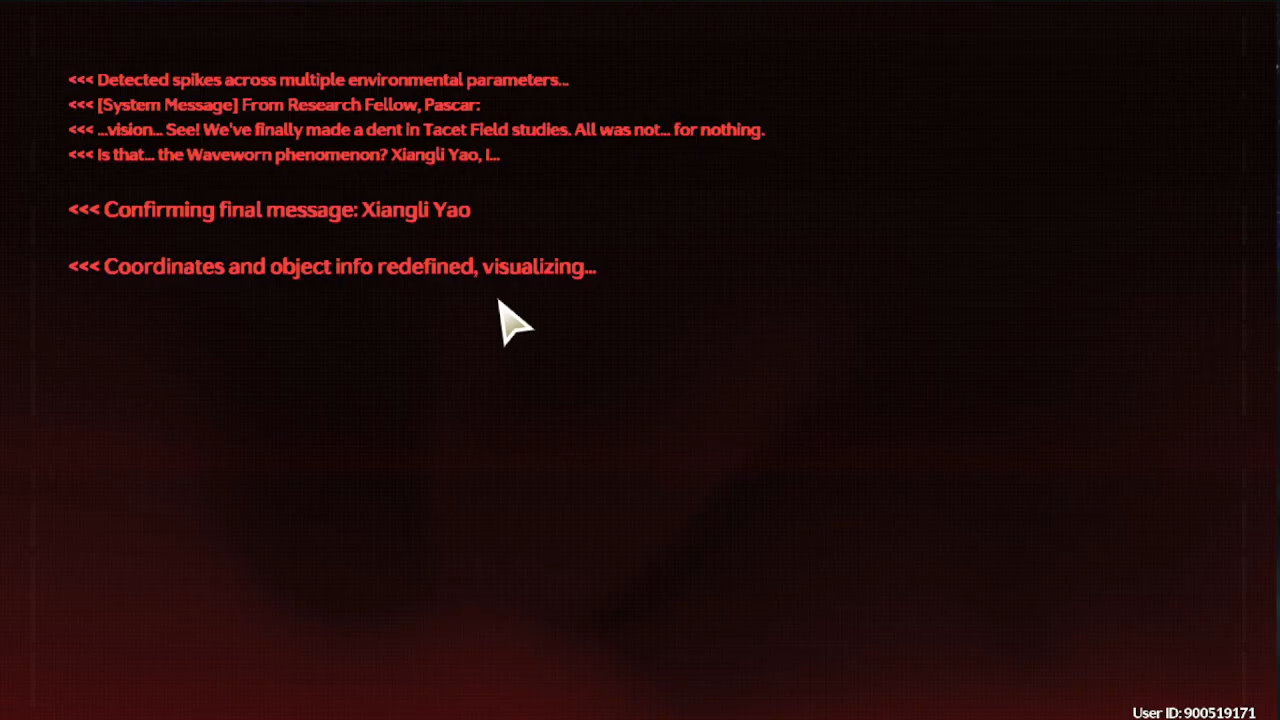 <<< Detected spikes across multiple environmental parameters...
<<< [System Message] From Research Fellow, Pascar:
<<< ...vision... See! We've finally made a dent in Tacet Field studies. All was not... for nothing.
<<< Is that... the Waveworn phenomenon? Xiangli Yao, I...
<<< Confirming final message: Xiangli Yao
<<< Coordinates and object info redefined, visualizing...
User ID: 900519171